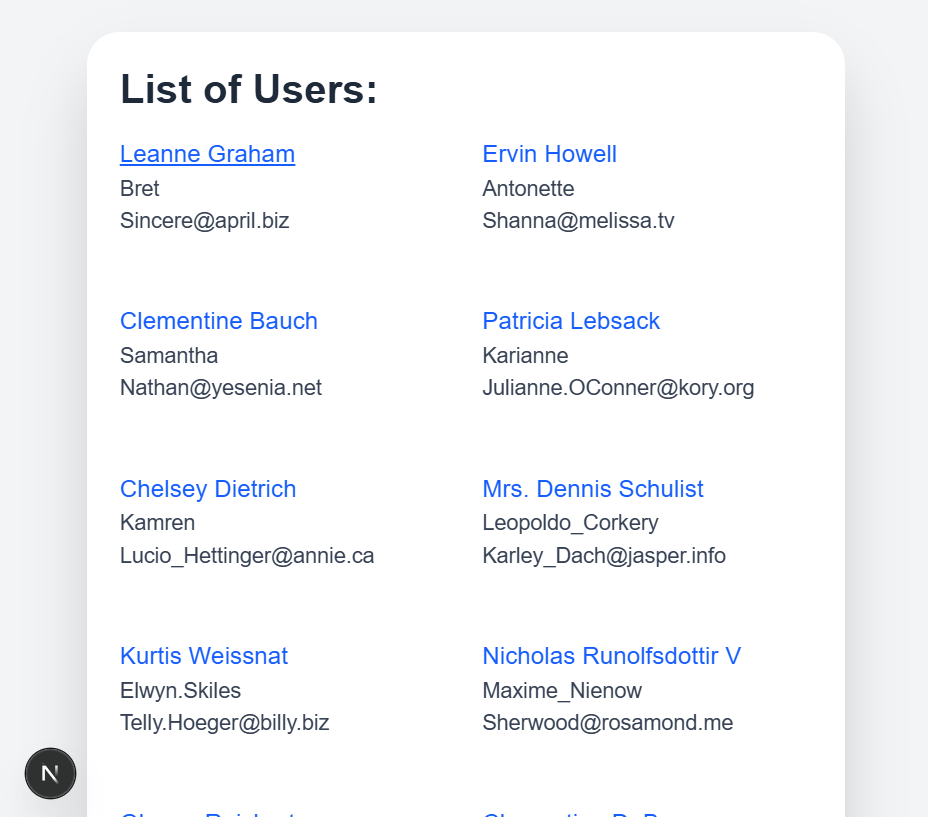 List of Users:
Leanne Graham
Bret
Sincere@april.biz
Ervin Howell
Antonette
Shanna@melissa.tv
Clementine Bauch
Samantha
Nathan@yesenia.net
Patricia Lebsack
Karianne
Julianne.OConner@kory.org
Chelsey Dietrich
Kamren
Lucio_Hettinger@annie.ca
Mrs. Dennis Schulist
Leopoldo_Corkery
Karley_Dach@jasper.info
Kurtis Weissnat
Elwyn.Skiles
Telly.Hoeger@billy.biz
Nicholas Runolfsdottir V
Maxime_Nienow
Sherwood@rosamond.me
N